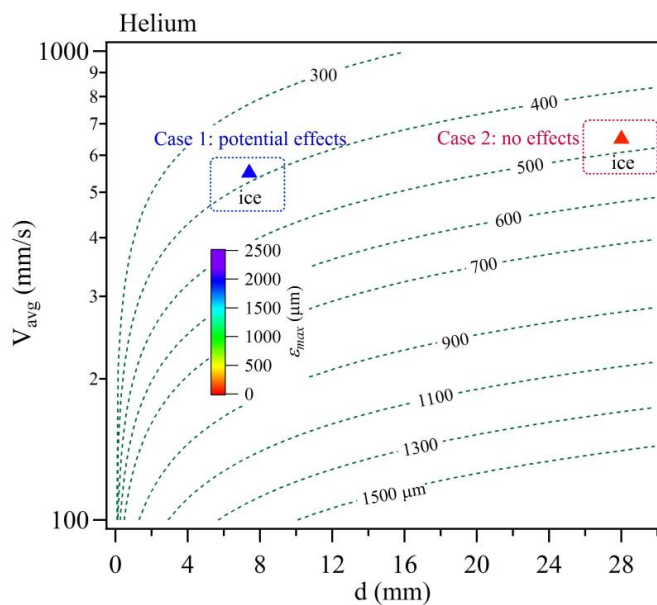 Helium
1000
9
8
7
6
5
4
3
2
100
V_avg (mm/s)
300
400
500
600
700
900
1100
1300
1500 μm
Case 1: potential effects
ice
Case 2: no effects
ice
2500
2000
1500
1000
500
0
ε_max (μm)
0 4 8 12 16 20 24 28
d (mm)